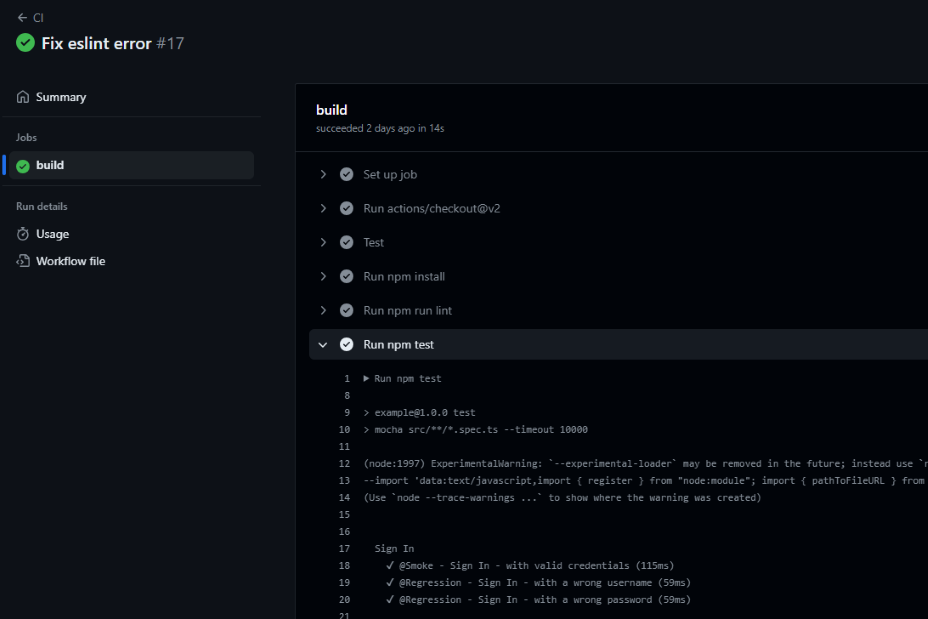 CI
Fix eslint error #17
Summary
Jobs
build
Run details
Usage
Workflow file
build
succeeded 2 days ago in 14s
Set up job
Run actions/checkout@v2
Test
Run npm install
Run npm run lint
Run npm test
1 Run npm test
8
9 > example@1.0.0 test
10 > mocha src/**/*.spec.ts --timeout 10000
11
12 (node:1997) ExperimentalWarning: `--experimental-loader` may be removed in the future; instead use `
13 --import 'data:text/javascript,import { register } from "node:module"; import { pathToFileURL } from
14 (Use `node --trace-warnings ...` to show where the warning was created)
15
16
17 Sign In
18 ✓ @Smoke - Sign In - with valid credentials (115ms)
19 ✓ @Regression - Sign In - with a wrong username (59ms)
20 ✓ @Regression - Sign In - with a wrong password (59ms)
21